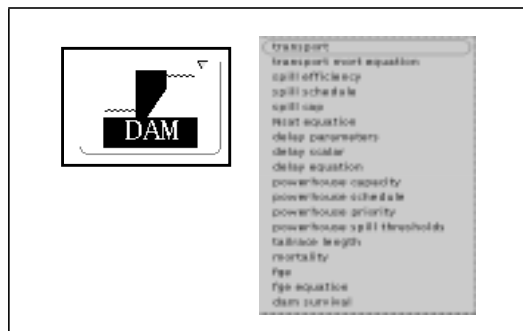 DAM
transport
transport mort equation
spill efficiency
spill schedule
spill cap
Nsat equation
delay parameters
delay scalar
delay equation
powerhouse capacity
powerhouse schedule
powerhouse priority
powerhouse spill thresholds
tailrace length
mortality
fge
fge equation
dam survival